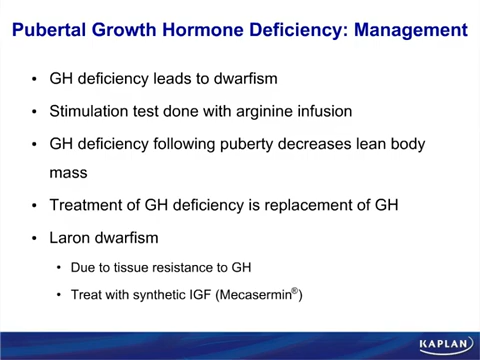 Pubertal Growth Hormone Deficiency: Management
• GH deficiency leads to dwarfism
• Stimulation test done with arginine infusion
• GH deficiency following puberty decreases lean body
mass
• Treatment of GH deficiency is replacement of GH
• Laron dwarfism
• Due to tissue resistance to GH
• Treat with synthetic IGF (Mecasermin®)
KAPLAN